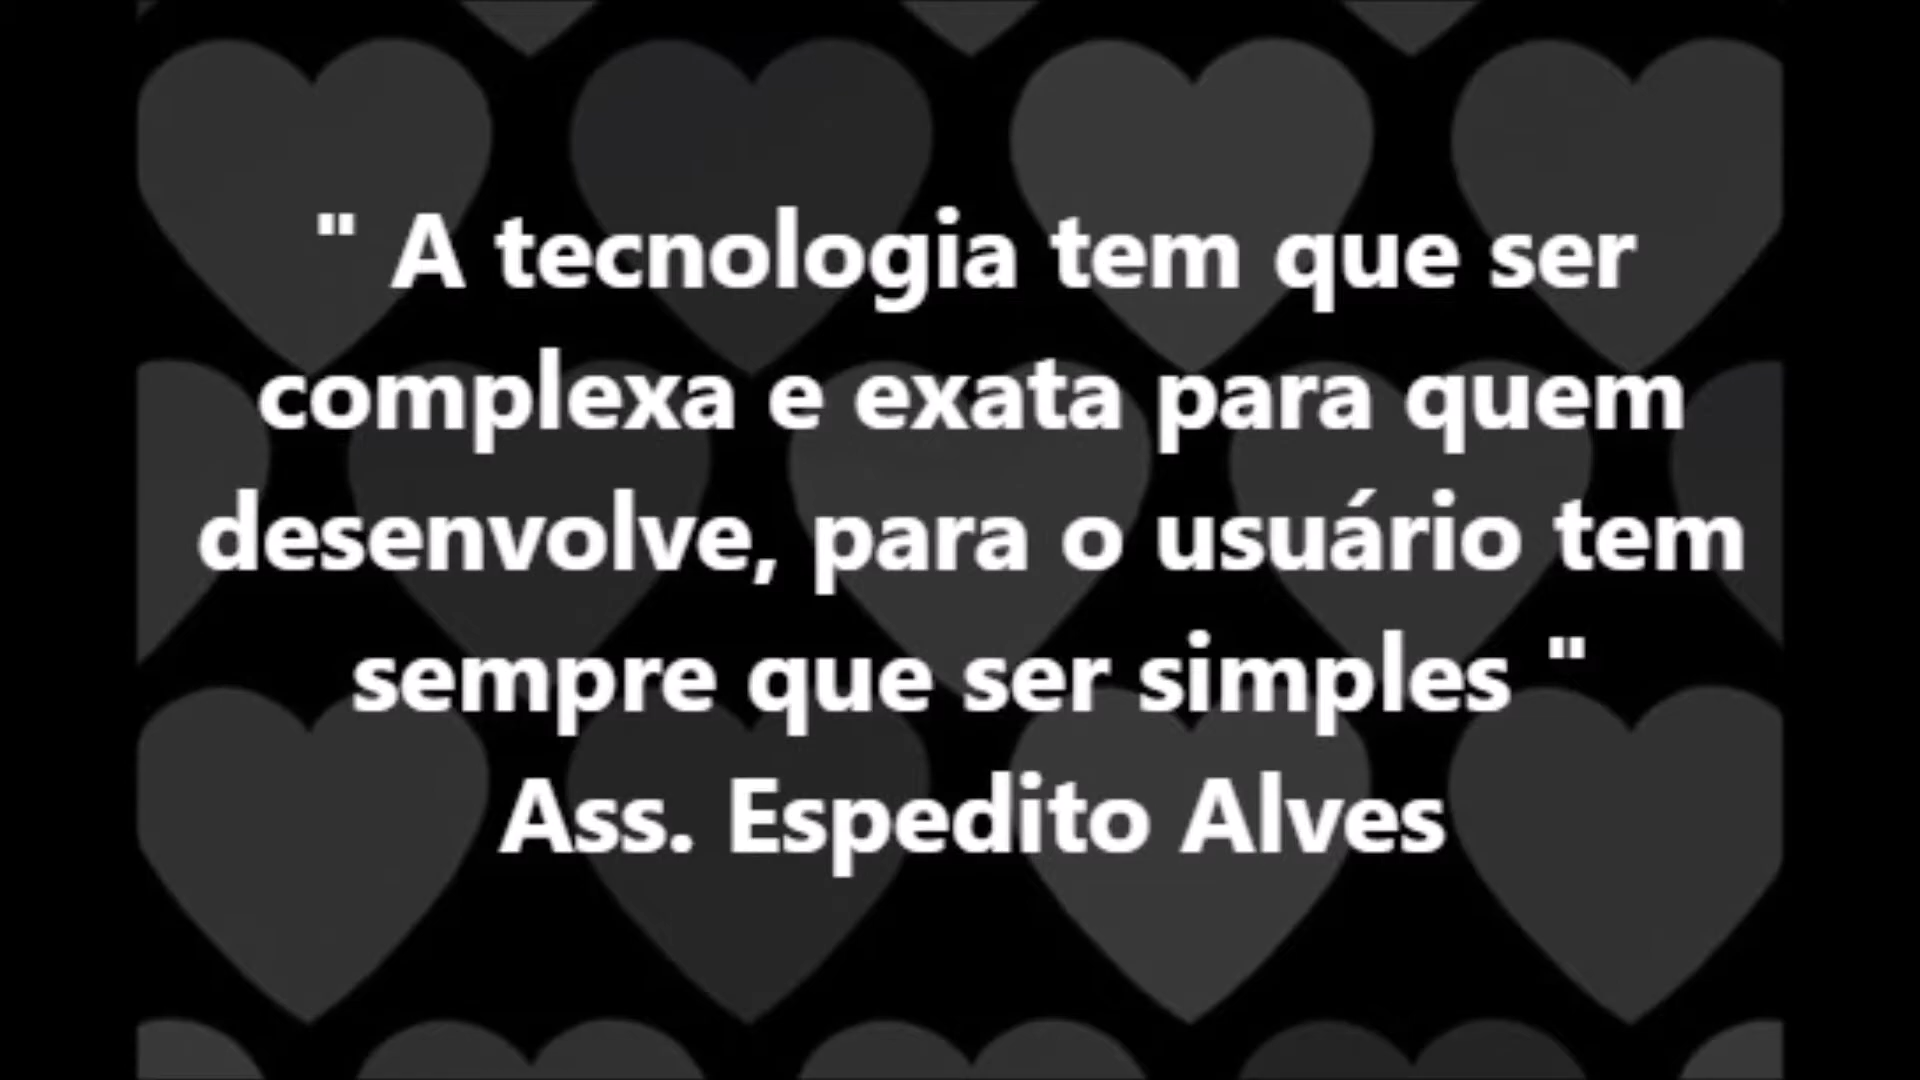 " A tecnologia tem que ser
complexa e exata para quem
desenvolve, para o usuário tem
sempre que ser simples "
Ass. Espedito Alves